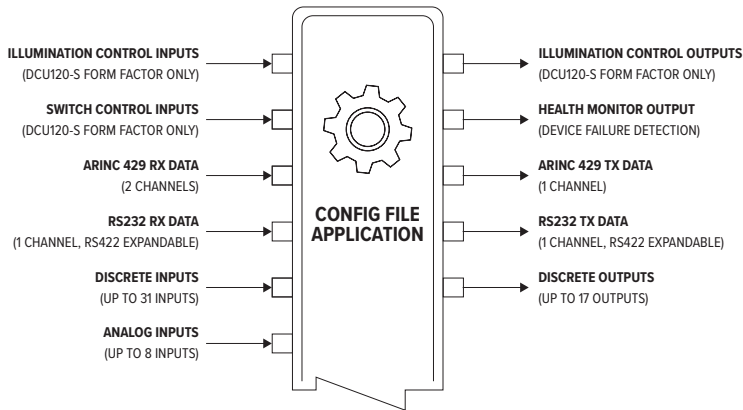 ILLUMINATION CONTROL INPUTS
(DCU120-S FORM FACTOR ONLY)
SWITCH CONTROL INPUTS
(DCU120-S FORM FACTOR ONLY)
ARINC 429 RX DATA
(2 CHANNELS)
RS232 RX DATA
(1 CHANNEL, RS422 EXPANDABLE)
DISCRETE INPUTS
(UP TO 31 INPUTS)
ANALOG INPUTS
(UP TO 8 INPUTS)
CONFIG FILE
APPLICATION
ILLUMINATION CONTROL OUTPUTS
(DCU120-S FORM FACTOR ONLY)
HEALTH MONITOR OUTPUT
(DEVICE FAILURE DETECTION)
ARINC 429 TX DATA
(1 CHANNEL)
RS232 TX DATA
(1 CHANNEL, RS422 EXPANDABLE)
DISCRETE OUTPUTS
(UP TO 17 OUTPUTS)